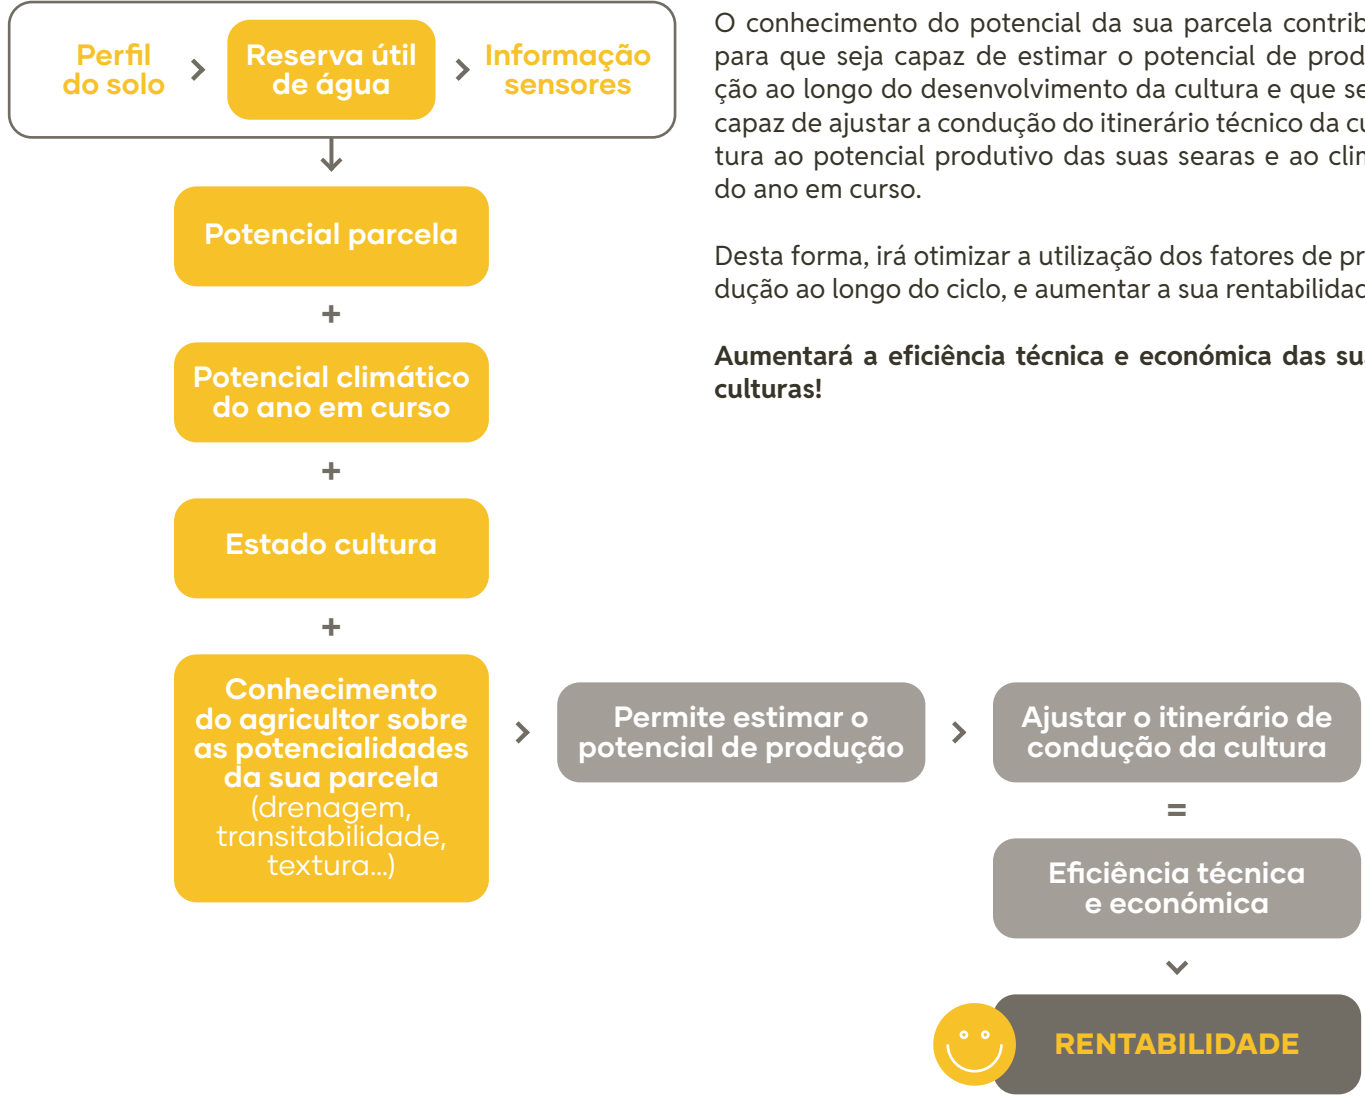 Perfil
do solo
>
Reserva útil
de água
>
Informação
sensores
Potencial parcela
+
Potencial climático
do ano em curso
+
Estado cultura
+
Conhecimento
do agricultor sobre
as potencialidades
da sua parcela
(drenagem,
transitabilidade,
textura...)
>
Permite estimar o
potencial de produção
>
Ajustar o itinerário de
condução da cultura
=
Eficiência técnica
e económica
RENTABILIDADE
O conhecimento do potencial da sua parcela contrib
para que seja capaz de estimar o potencial de prod
ção ao longo do desenvolvimento da cultura e que se
capaz de ajustar a condução do itinerário técnico da cu
tura ao potencial produtivo das suas searas e ao clim
do ano em curso.
Desta forma, irá otimizar a utilização dos fatores de pr
dução ao longo do ciclo, e aumentar a sua rentabilidad
Aumentará a eficiência técnica e económica das sua
culturas!